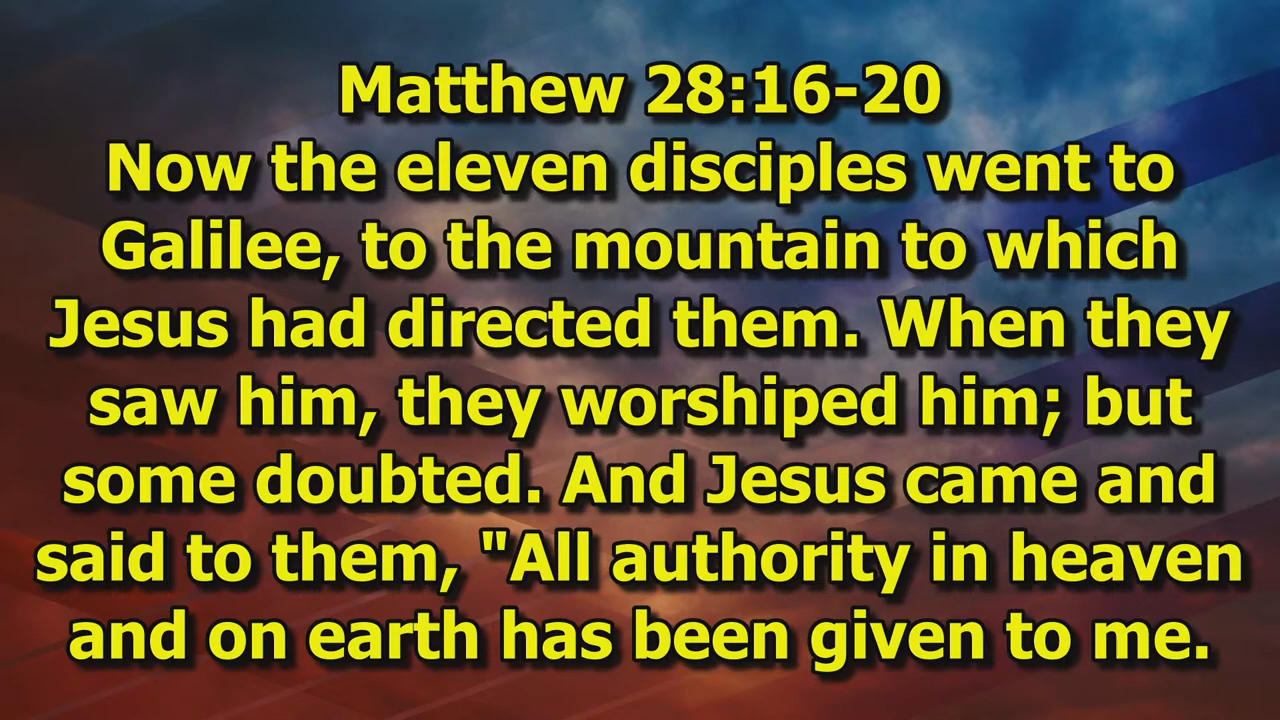 Matthew 28:16-20
Now the eleven disciples went to
Galilee, to the mountain to which
Jesus had directed them. When they
saw him, they worshiped him; but
some doubted. And Jesus came and
said to them, "All authority in heaven
and on earth has been given to me.